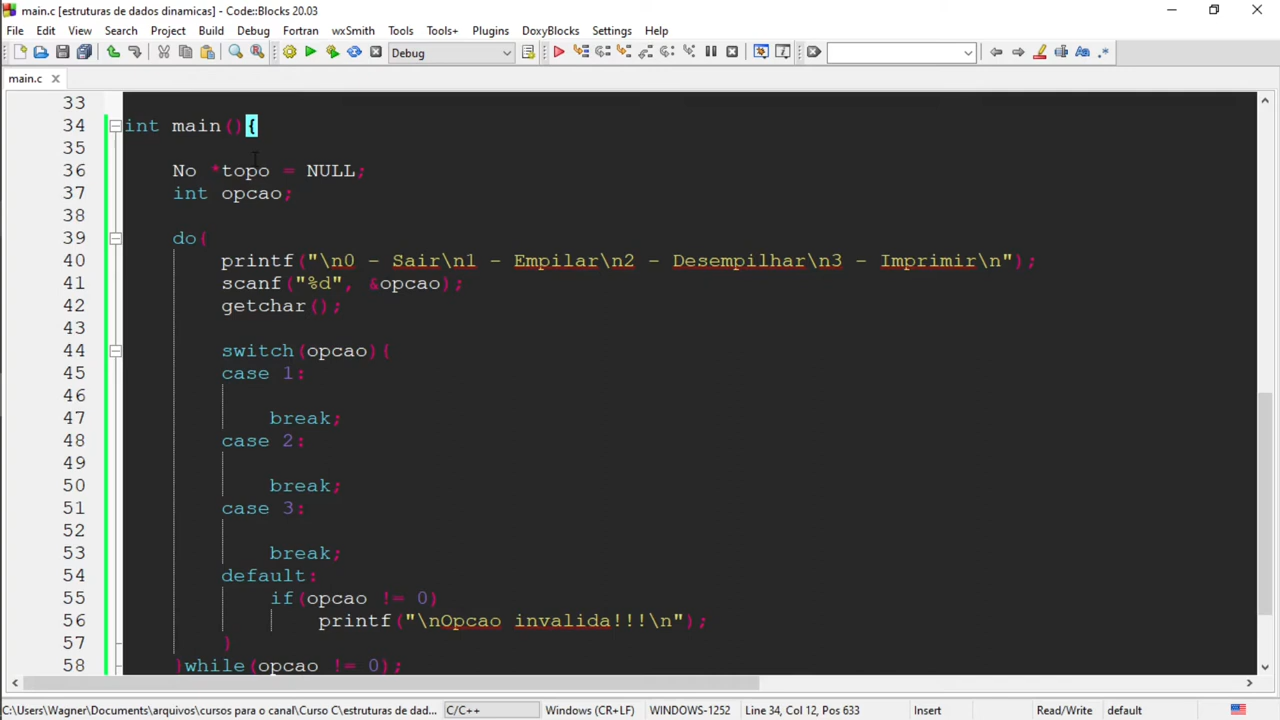 main.c [estruturas de dados dinamicas] - Code::Blocks 20.03
File Edit View Search Project Build Debug Fortran wxSmith Tools Tools+ Plugins DoxyBlocks Settings Help
Debug
main.c
33
34 int main(){
35
36 No *topo = NULL;
37 int opcao;
38
39 do{
40 printf("\n0 - Sair\n1 - Empilar\n2 - Desempilhar\n3 - Imprimir\n");
41 scanf("%d", &opcao);
42 getchar();
43
44 switch(opcao){
45 case 1:
46
47 break;
48 case 2:
49
50 break;
51 case 3:
52
53 break;
54 default:
55 if(opcao != 0)
56 printf("\nOpcao invalida!!!\n");
57 }
58 }while(opcao != 0);
C:\Users\Wagner\Documents\arquivos\cursos para o canal\Curso C\estruturas de dad... C/C++ Windows (CR+LF) WINDOWS-1252 Line 34, Col 12, Pos 633 Insert Read/Write default